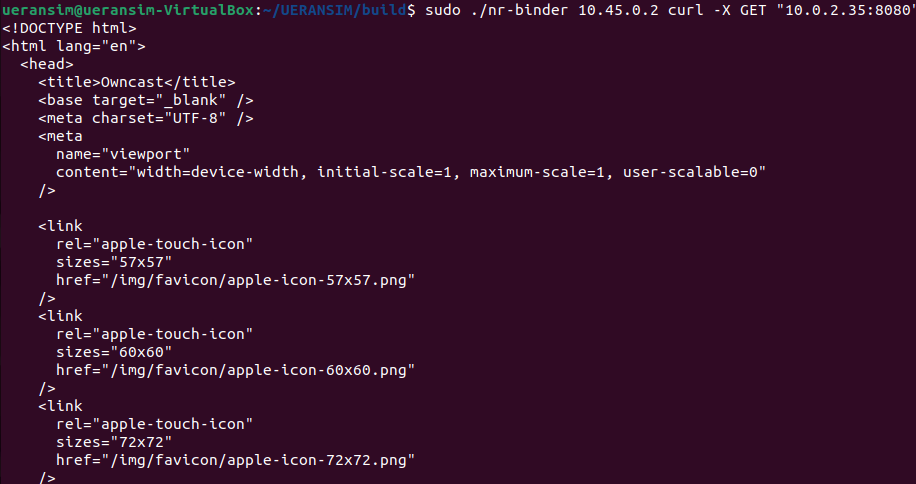 ueransim@ueransim-VirtualBox:~/UERANSIM/build$ sudo ./nr-binder 10.45.0.2 curl -X GET "10.0.2.35:8080"
<!DOCTYPE html>
<html lang="en">
  <head>
    <title>Owncast</title>
    <base target="_blank" />
    <meta charset="UTF-8" />
    <meta
      name="viewport"
      content="width=device-width, initial-scale=1, maximum-scale=1, user-scalable=0"
    />

    <link
      rel="apple-touch-icon"
      sizes="57x57"
      href="/img/favicon/apple-icon-57x57.png"
    />
    <link
      rel="apple-touch-icon"
      sizes="60x60"
      href="/img/favicon/apple-icon-60x60.png"
    />
    <link
      rel="apple-touch-icon"
      sizes="72x72"
      href="/img/favicon/apple-icon-72x72.png"
    />